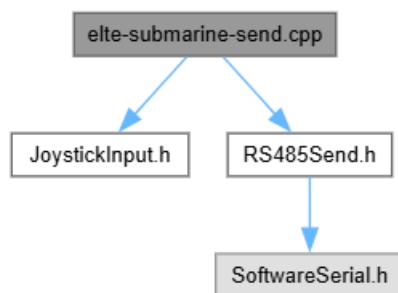 elte-submarine-send.cpp
JoystickInput.h
RS485Send.h
SoftwareSerial.h